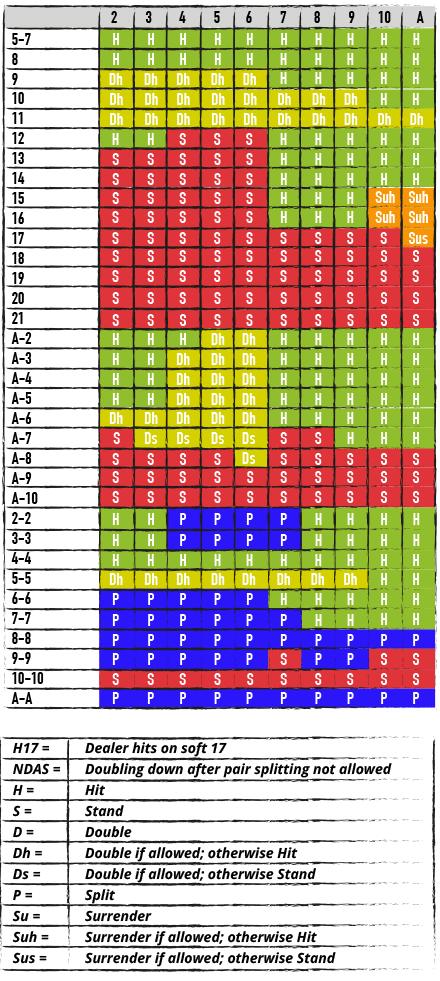 2 3 4 5 6 7 8 9 10 A
5-7 H H H H H H H H H H
8 H H H H H H H H H H
9 Dh Dh Dh Dh Dh H H H H H
10 Dh Dh Dh Dh Dh Dh Dh Dh H H
11 Dh Dh Dh Dh Dh Dh Dh Dh Dh Dh
12 H H S S S H H H H H
13 S S S S S H H H H H
14 S S S S S H H H H H
15 S S S S S H H H Suh Suh
16 S S S S S H H H Suh Suh
17 S S S S S S S S S Sus
18 S S S S S S S S S S
19 S S S S S S S S S S
20 S S S S S S S S S S
21 S S S S S S S S S S
A-2 H H H Dh Dh H H H H H
A-3 H H Dh Dh Dh H H H H H
A-4 H H Dh Dh Dh H H H H H
A-5 H H Dh Dh Dh H H H H H
A-6 Dh Dh Dh Dh Dh H H H H H
A-7 S Ds Ds Ds Ds S S H H H
A-8 S S S S Ds S S S S S
A-9 S S S S S S S S S S
A-10 S S S S S S S S S S
2-2 H H P P P P H H H H
3-3 H H P P P P H H H H
4-4 H H H H H H H H H H
5-5 Dh Dh Dh Dh Dh Dh Dh Dh H H
6-6 P P P P P H H H H H
7-7 P P P P P P H H H H
8-8 P P P P P P P P P P
9-9 P P P P P S P P S S
10-10 S S S S S S S S S S
A-A P P P P P P P P P P
H17 = Dealer hits on soft 17
NDAS = Doubling down after pair splitting not allowed
H = Hit
S = Stand
D = Double
Dh = Double if allowed; otherwise Hit
Ds = Double if allowed; otherwise Stand
P = Split
Su = Surrender
Suh = Surrender if allowed; otherwise Hit
Sus = Surrender if allowed; otherwise Stand